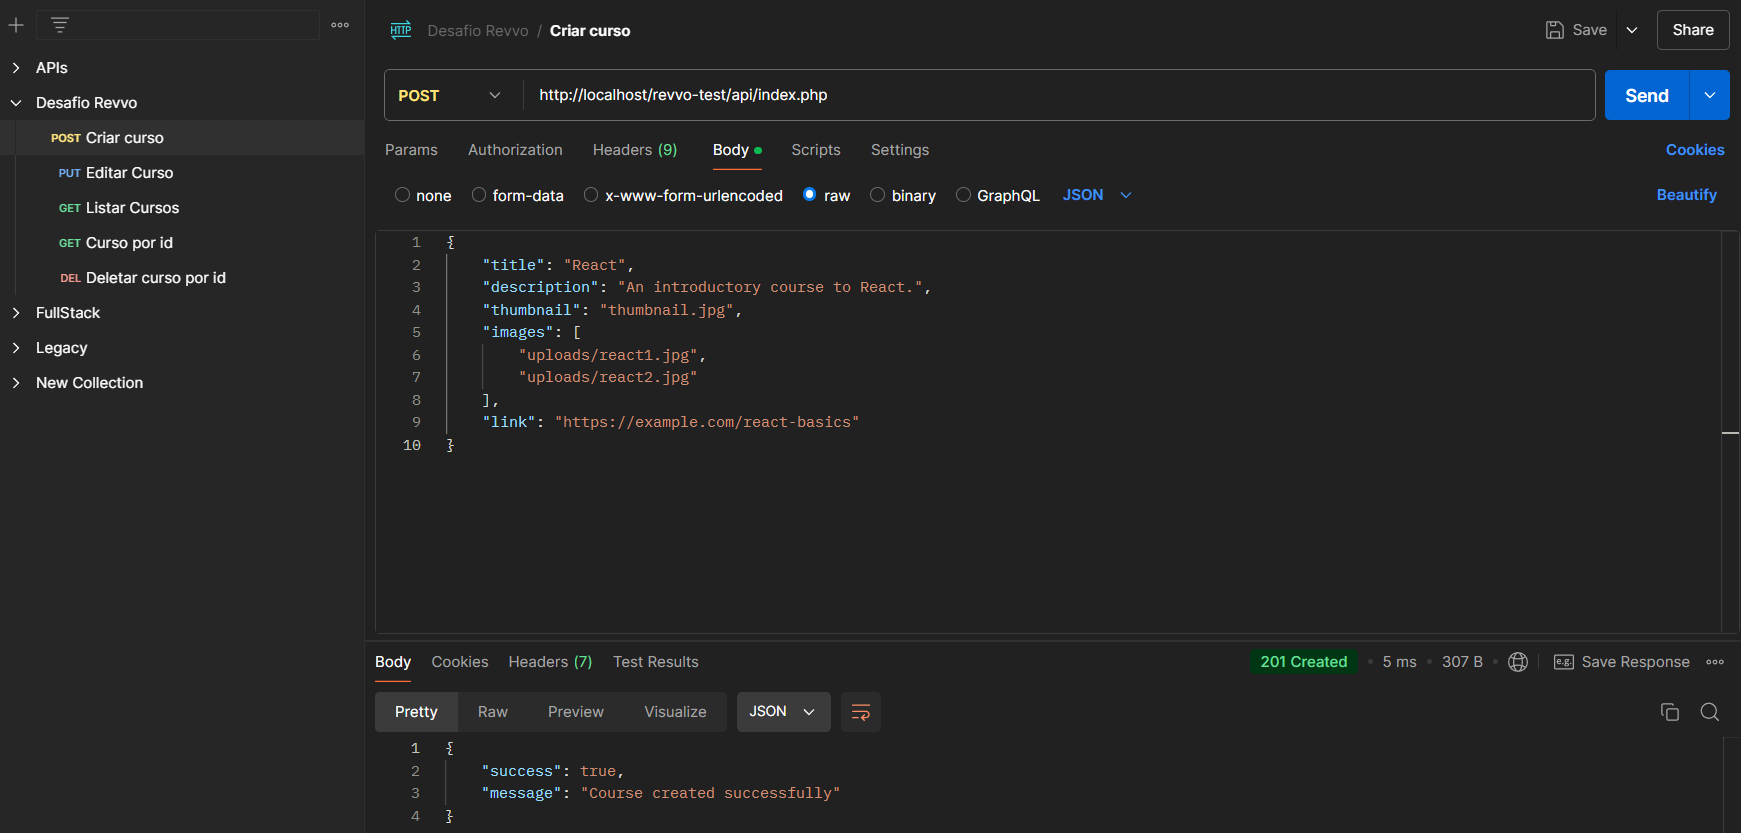 APIs
Desafio Revvo
POST Criar curso
PUT Editar Curso
GET Listar Cursos
GET Curso por id
DEL Deletar curso por id
FullStack
Legacy
New Collection
HTTP Desafio Revvo / Criar curso
Save
Share
POST http://localhost/revvo-test/api/index.php
Send
Params Authorization Headers (9) Body Scripts Settings Cookies
none form-data x-www-form-urlencoded raw binary GraphQL JSON Beautify
1 {
2 "title": "React",
3 "description": "An introductory course to React.",
4 "thumbnail": "thumbnail.jpg",
5 "images": [
6 "uploads/react1.jpg",
7 "uploads/react2.jpg"
8 ],
9 "link": "https://example.com/react-basics"
10 }
Body Cookies Headers (7) Test Results 201 Created • 5 ms • 307 B • e.g. Save Response
Pretty Raw Preview Visualize JSON
1 {
2 "success": true,
3 "message": "Course created successfully"
4 }